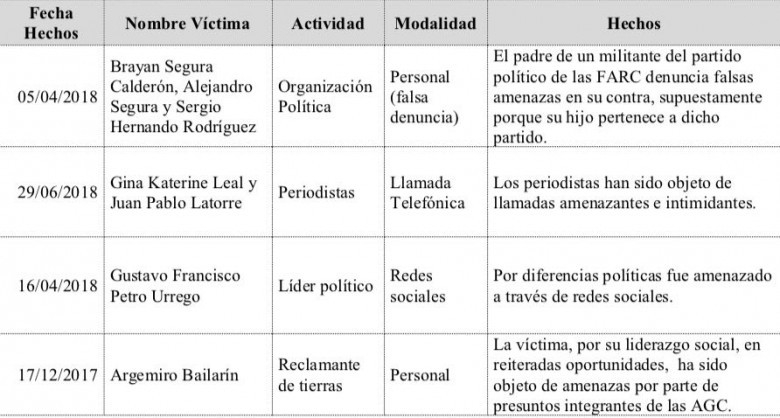 Fecha Hechos
Nombre Víctima
Actividad
Modalidad
Hechos
05/04/2018
Brayan Segura
Calderón, Alejandro
Segura y Sergio
Hernando Rodríguez
Organización
Política
Personal
(falsa
denuncia)
El padre de un militante del partido
político de las FARC denuncia falsas
amenazas en su contra, supuestamente
porque su hijo pertenece a dicho
partido.
29/06/2018
Gina Katerine Leal y
Juan Pablo Latorre
Periodistas
Llamada
Telefónica
Los periodistas han sido objeto de
llamadas amenazantes e intimidantes.
16/04/2018
Gustavo Francisco
Petro Urrego
Líder político
Redes
sociales
Por diferencias políticas fue amenazado
a través de redes sociales.
17/12/2017
Argemiro Bailarín
Reclamante
de tierras
Personal
La víctima, por su liderazgo social, en
reiteradas oportunidades, ha sido
objeto de amenazas por parte de
presuntos integrantes de las AGC.